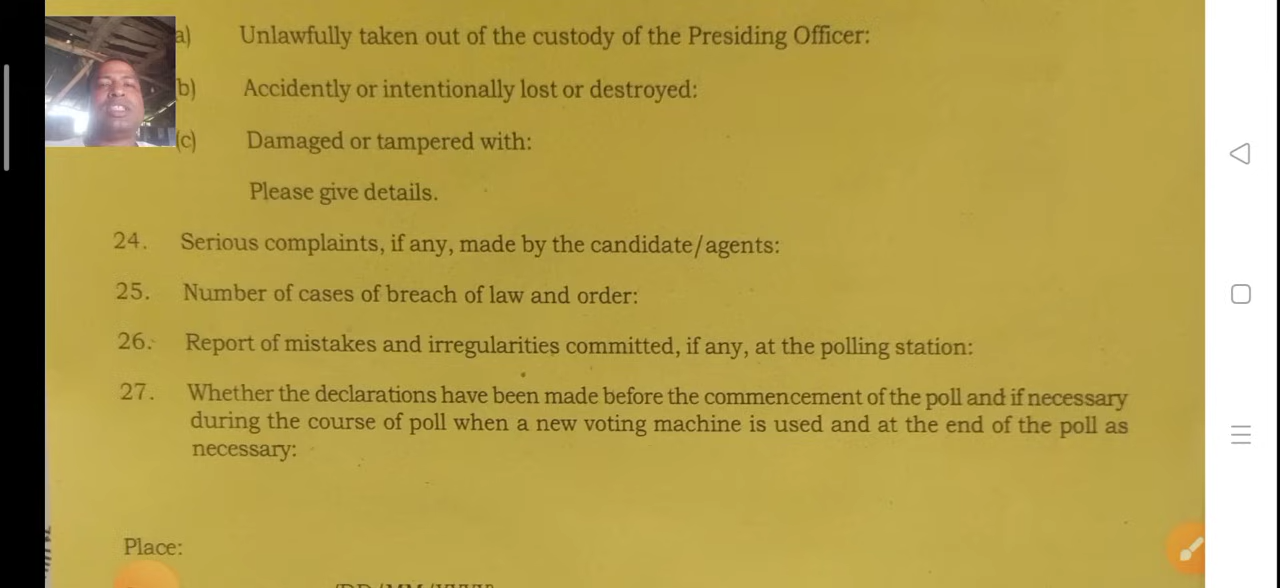 a) Unlawfully taken out of the custody of the Presiding Officer:
b) Accidently or intentionally lost or destroyed:
(c) Damaged or tampered with:
Please give details.
24. Serious complaints, if any, made by the candidate/agents:
25. Number of cases of breach of law and order:
26. Report of mistakes and irregularities committed, if any, at the polling station:
27. Whether the declarations have been made before the commencement of the poll and if necessary
during the course of poll when a new voting machine is used and at the end of the poll as
necessary:
Place: